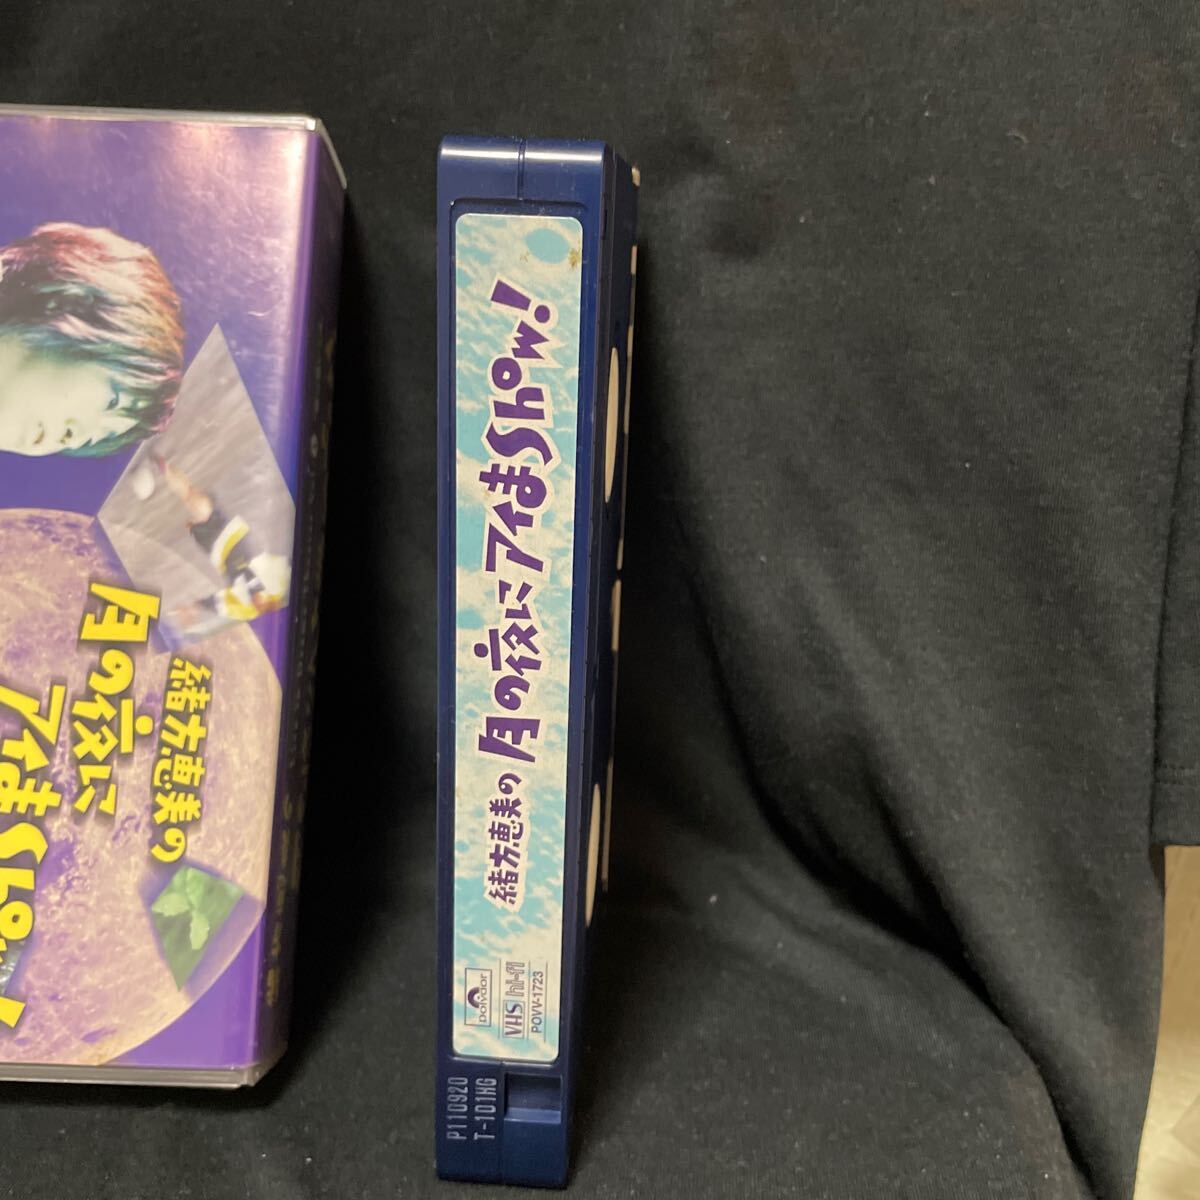 緒方恵美の
月の夜に
アイまShow!
緒方恵美の 月の夜にアイまShow!
Polydor
VHS hi-fi
POVV-1723
P110920
T-101HG